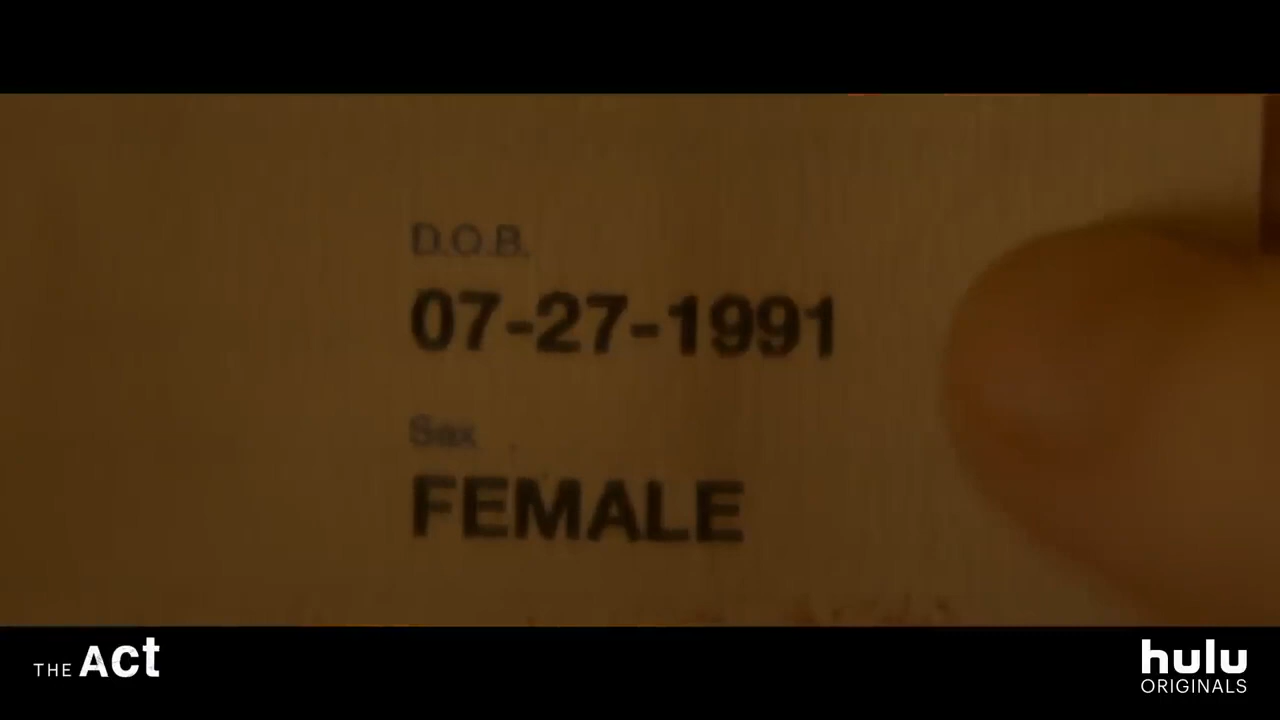 D.O.B.
07-27-1991
Sex
FEMALE
THE Act
hulu
ORIGINALS